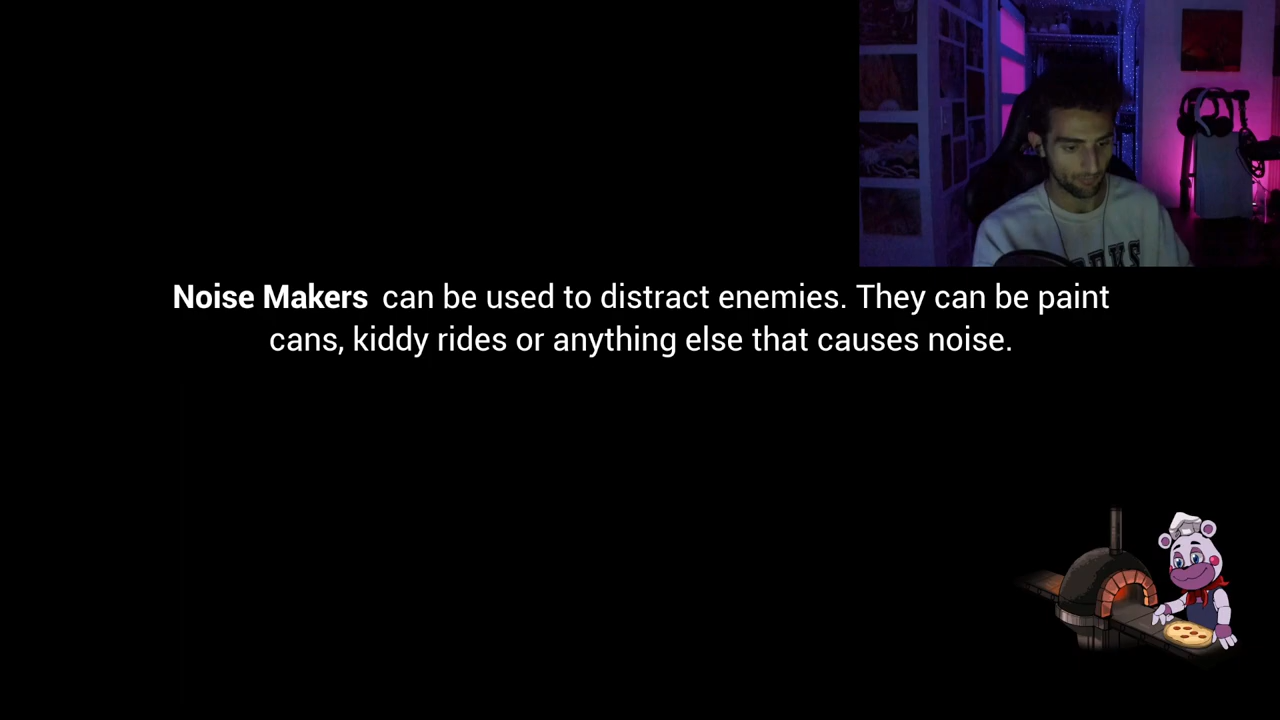 Noise Makers can be used to distract enemies. They can be paint
cans, kiddy rides or anything else that causes noise.